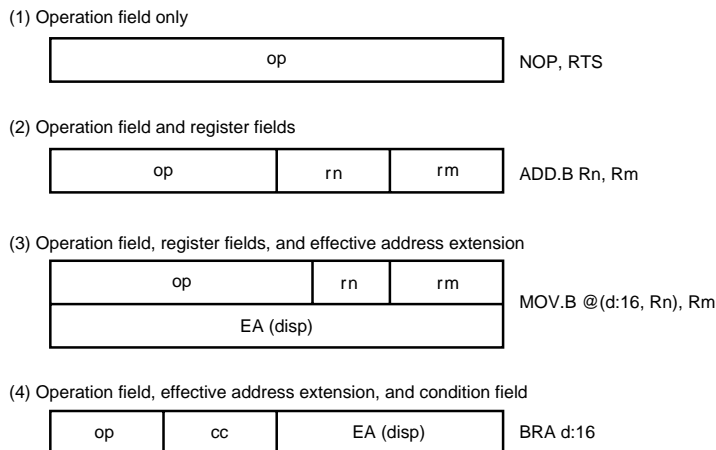 (1) Operation field only
op
NOP, RTS
(2) Operation field and register fields
op rn rm
ADD.B Rn, Rm
(3) Operation field, register fields, and effective address extension
op rn rm
EA (disp)
MOV.B @(d:16, Rn), Rm
(4) Operation field, effective address extension, and condition field
op cc EA (disp)
BRA d:16